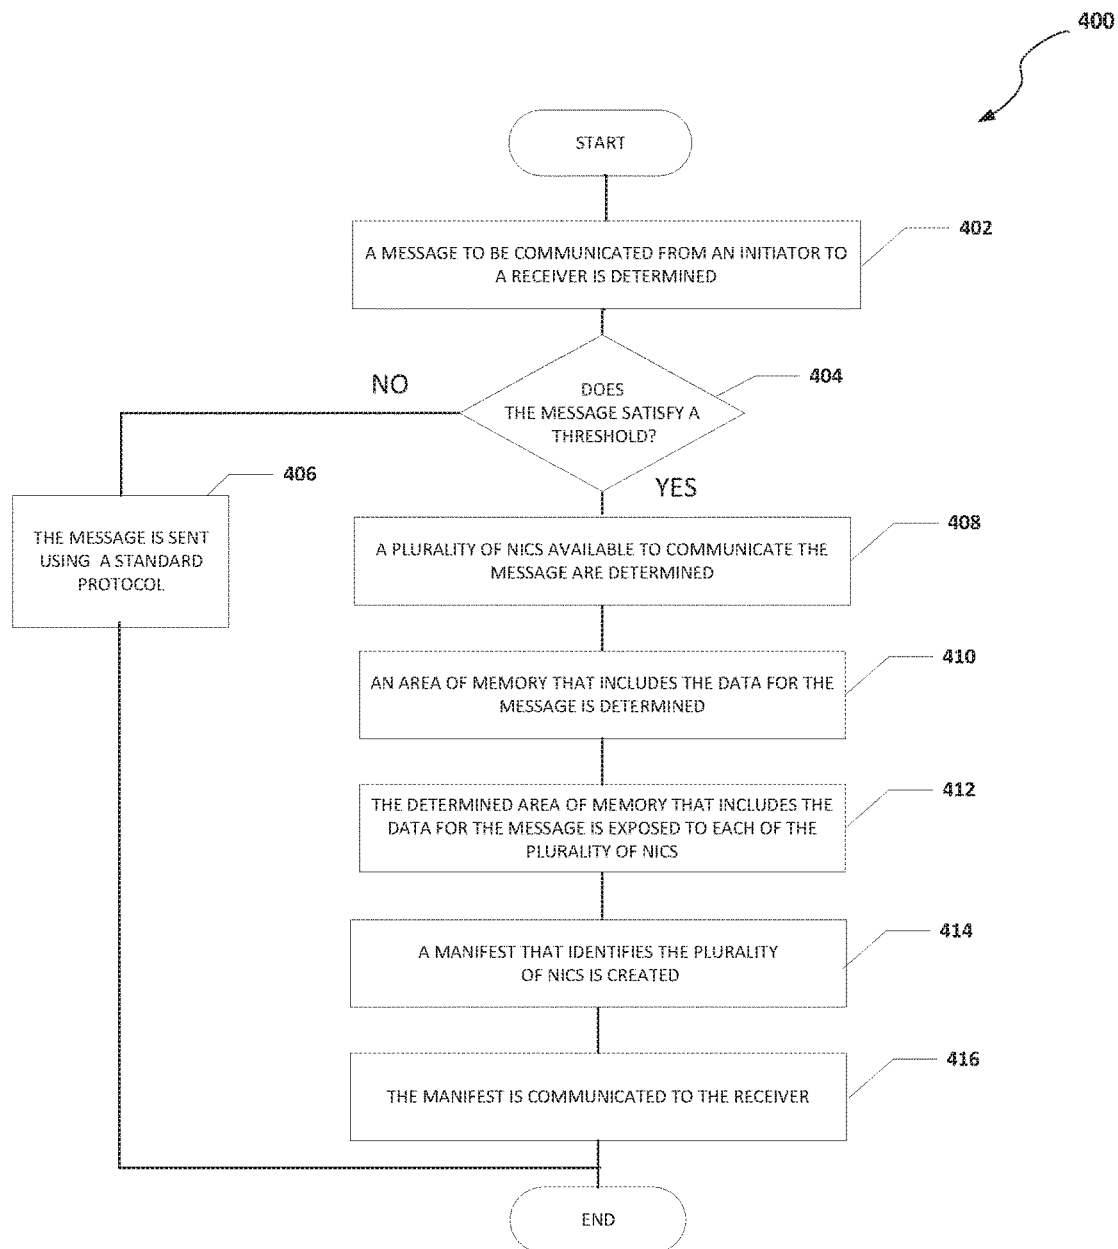 400
START
402
A MESSAGE TO BE COMMUNICATED FROM AN INITIATOR TO
A RECEIVER IS DETERMINED
404
NO
DOES
THE MESSAGE SATISFY A
THRESHOLD?
406
YES
THE MESSAGE IS SENT
USING A STANDARD
PROTOCOL
408
A PLURALITY OF NICS AVAILABLE TO COMMUNICATE THE
MESSAGE ARE DETERMINED
410
AN AREA OF MEMORY THAT INCLUDES THE DATA FOR THE
MESSAGE IS DETERMINED
412
THE DETERMINED AREA OF MEMORY THAT INCLUDES THE
DATA FOR THE MESSAGE IS EXPOSED TO EACH OF THE
PLURALITY OF NICS
414
A MANIFEST THAT IDENTIFIES THE PLURALITY
OF NICS IS CREATED
416
THE MANIFEST IS COMMUNICATED TO THE RECEIVER
END